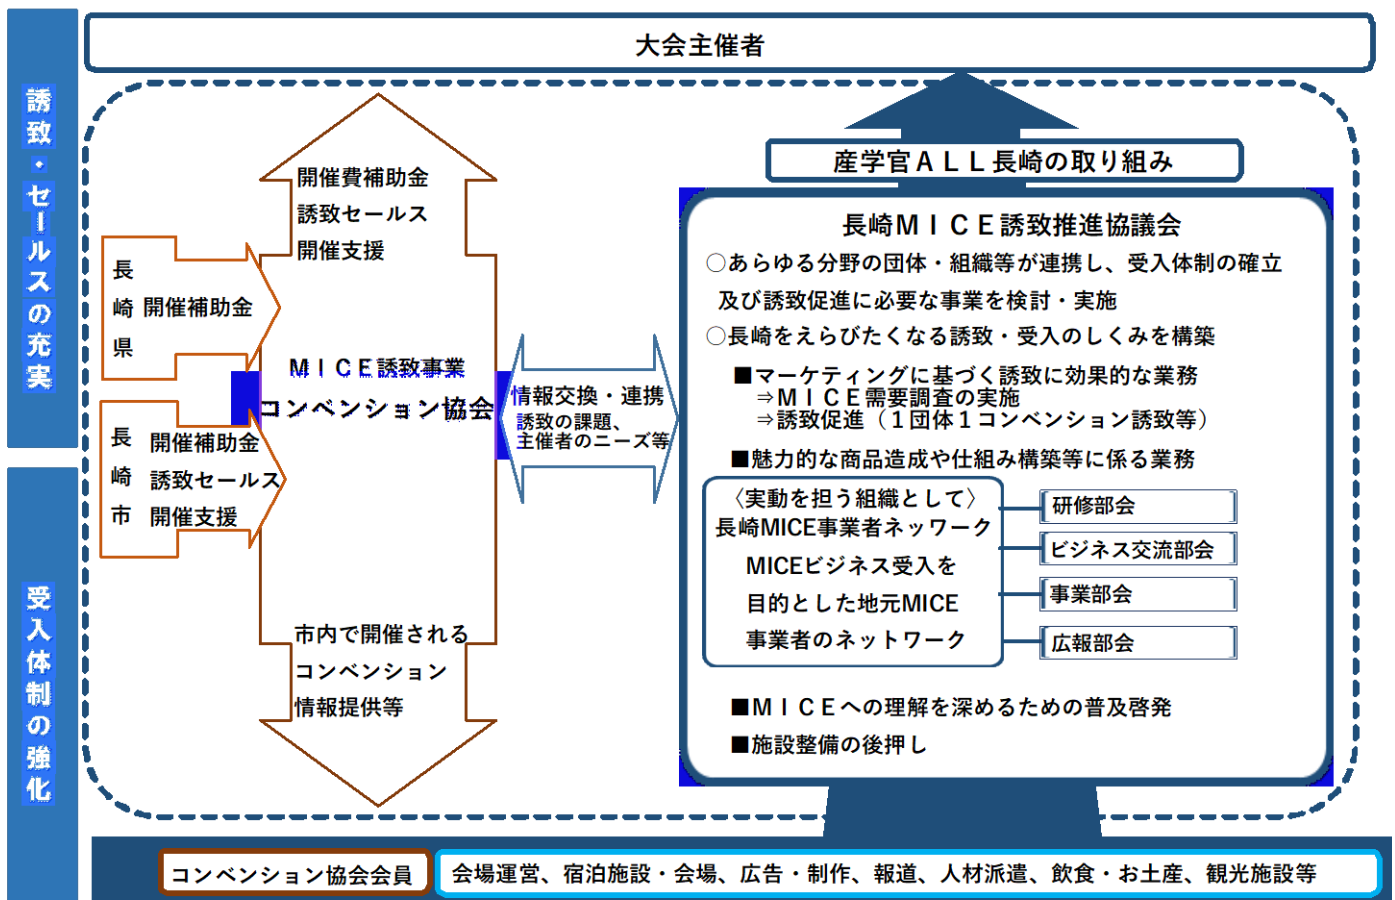 大会主催者
誘致・セールスの充実
受入体制の強化
開催費補助金
誘致セールス
開催支援
長崎県
開催補助金
MICE誘致事業
コンベンション協会
長崎市
開催補助金
誘致セールス
開催支援
市内で開催される
コンベンション
情報提供等
情報交換・連携
誘致の課題、
主催者のニーズ等
産学官ALL長崎の取り組み
長崎MICE誘致推進協議会
○あらゆる分野の団体・組織等が連携し、受入体制の確立
及び誘致促進に必要な事業を検討・実施
○長崎をえらびたくなる誘致・受入のしくみを構築
■マーケティングに基づく誘致に効果的な業務
⇒MICE需要調査の実施
⇒誘致促進（1団体1コンベンション誘致等）
■魅力的な商品造成や仕組み構築等に係る業務
〈実動を担う組織として〉
長崎MICE事業者ネッワーク
MICEビジネス受入を
目的とした地元MICE
事業者のネットワーク
研修部会
ビジネス交流部会
事業部会
広報部会
■MICEへの理解を深めるための普及啓発
■施設整備の後押し
コンベンション協会会員
会場運営、宿泊施設・会場、広告・制作、報道、人材派遣、飲食・お土産、観光施設等